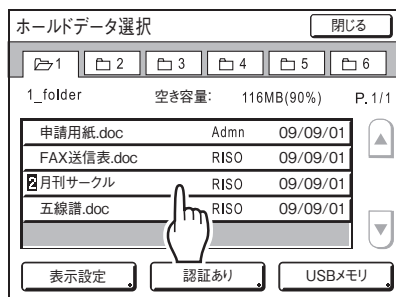 ホールドデータ選択 閉じる
1 2 3 4 5 6
1_folder 空き容量: 116MB(90%) P.1/1
申請用紙.doc Admn 09/09/01
FAX送信表.doc RISO 09/09/01
2 月刊サークル RISO 09/09/01
五線譜.doc RISO 09/09/01
表示設定 認証あり USBメモリ